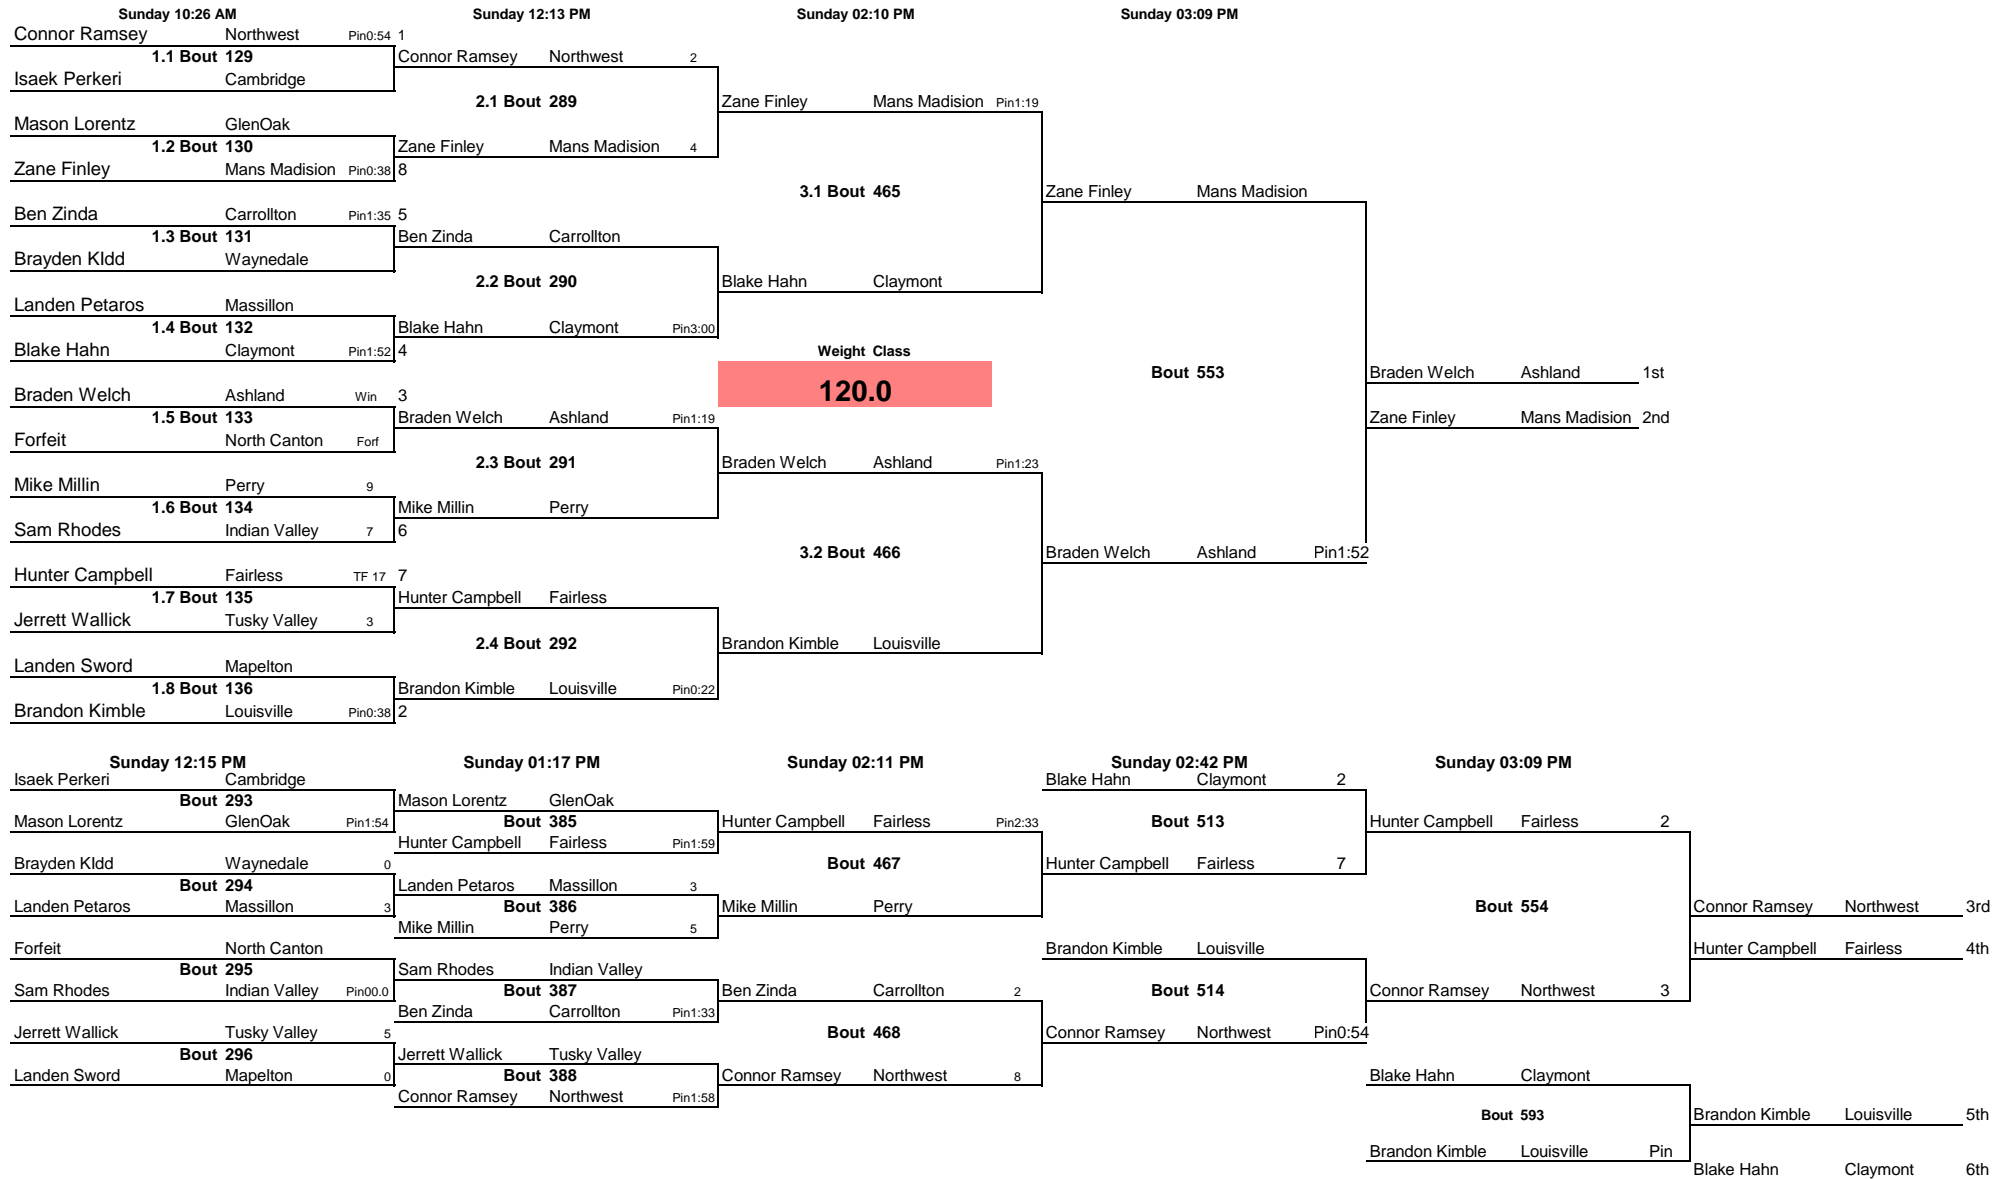 Sunday 10:26 AM Sunday 12:13 PM Sunday 02:10 PM Sunday 03:09 PM
Connor Ramsey Northwest Pin0:54 1
1.1 Bout 129 Connor Ramsey Northwest 2
Isaek Perkeri Cambridge
2.1 Bout 289 Zane Finley Mans Madision Pin1:19
Mason Lorentz GlenOak
1.2 Bout 130 Zane Finley Mans Madision 4
Zane Finley Mans Madision Pin0:38 8
3.1 Bout 465 Zane Finley Mans Madision
Ben Zinda Carrollton Pin1:35 5
1.3 Bout 131 Ben Zinda Carrollton
Brayden KIdd Waynedale
2.2 Bout 290 Blake Hahn Claymont
Landen Petaros Massillon
1.4 Bout 132 Blake Hahn Claymont Pin3:00
Blake Hahn Claymont Pin1:52 4 Weight Class
Bout 553 Braden Welch Ashland 1st
120.0
Braden Welch Ashland Win 3
1.5 Bout 133 Braden Welch Ashland Pin1:19 Zane Finley Mans Madision 2nd
Forfeit North Canton Forf
2.3 Bout 291 Braden Welch Ashland Pin1:23
Mike Millin Perry 9
1.6 Bout 134 Mike Millin Perry
Sam Rhodes Indian Valley 7 6
3.2 Bout 466 Braden Welch Ashland Pin1:52
Hunter Campbell Fairless TF 17 7
1.7 Bout 135 Hunter Campbell Fairless
Jerrett Wallick Tusky Valley 3
2.4 Bout 292 Brandon Kimble Louisville
Landen Sword Mapelton
1.8 Bout 136 Brandon Kimble Louisville Pin0:22
Brandon Kimble Louisville Pin0:38 2
Sunday 12:15 PM Sunday 01:17 PM Sunday 02:11 PM Sunday 02:42 PM Sunday 03:09 PM
Isaek Perkeri Cambridge Blake Hahn Claymont 2
Bout 293 Mason Lorentz GlenOak
Mason Lorentz GlenOak Pin1:54 Bout 385 Hunter Campbell Fairless Pin2:33 Bout 513 Hunter Campbell Fairless 2
Hunter Campbell Fairless Pin1:59
Brayden KIdd Waynedale 0 Bout 467 Hunter Campbell Fairless 7
Bout 294 Landen Petaros Massillon 3
Landen Petaros Massillon 3 Bout 386 Mike Millin Perry Bout 554 Connor Ramsey Northwest 3rd
Mike Millin Perry 5
Forfeit North Canton Brandon Kimble Louisville Hunter Campbell Fairless 4th
Bout 295 Sam Rhodes Indian Valley
Sam Rhodes Indian Valley Pin00.0 Bout 387 Ben Zinda Carrollton 2 Bout 514 Connor Ramsey Northwest 3
Ben Zinda Carrollton Pin1:33
Jerrett Wallick Tusky Valley 5 Bout 468 Connor Ramsey Northwest Pin0:54
Bout 296 Jerrett Wallick Tusky Valley
Landen Sword Mapelton 0 Bout 388 Connor Ramsey Northwest 8 Blake Hahn Claymont
Connor Ramsey Northwest Pin1:58
Bout 593 Brandon Kimble Louisville 5th
Brandon Kimble Louisville Pin
Blake Hahn Claymont 6th